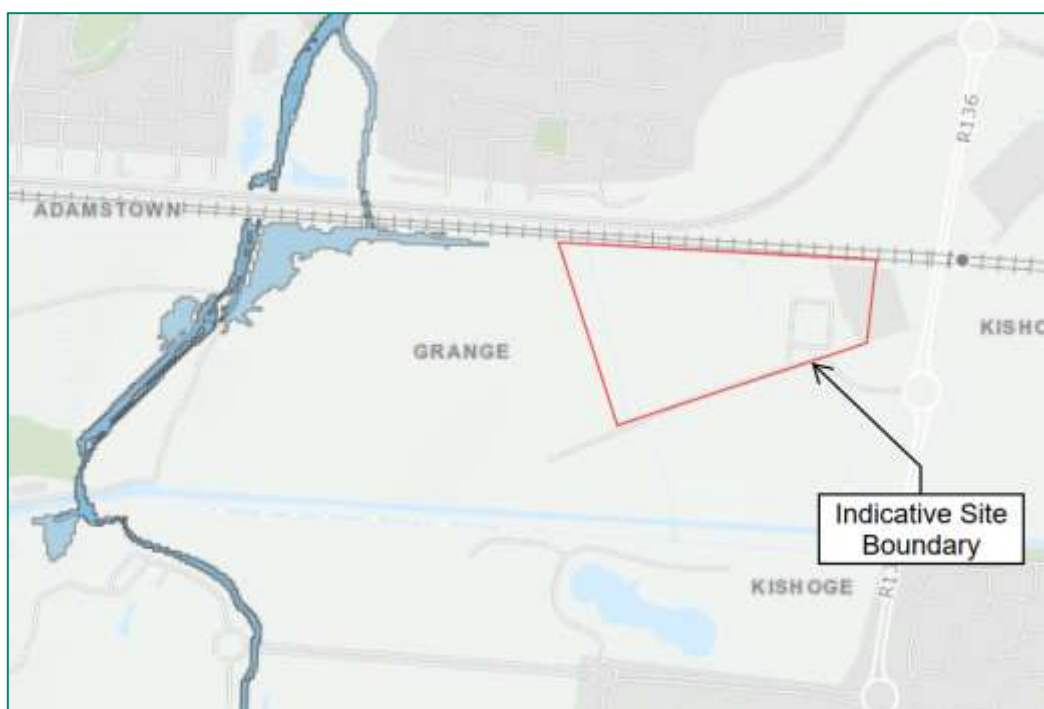 R136
ADAMSTOWN
KISHO
GRANGE
Indicative Site
Boundary
KISHOGE